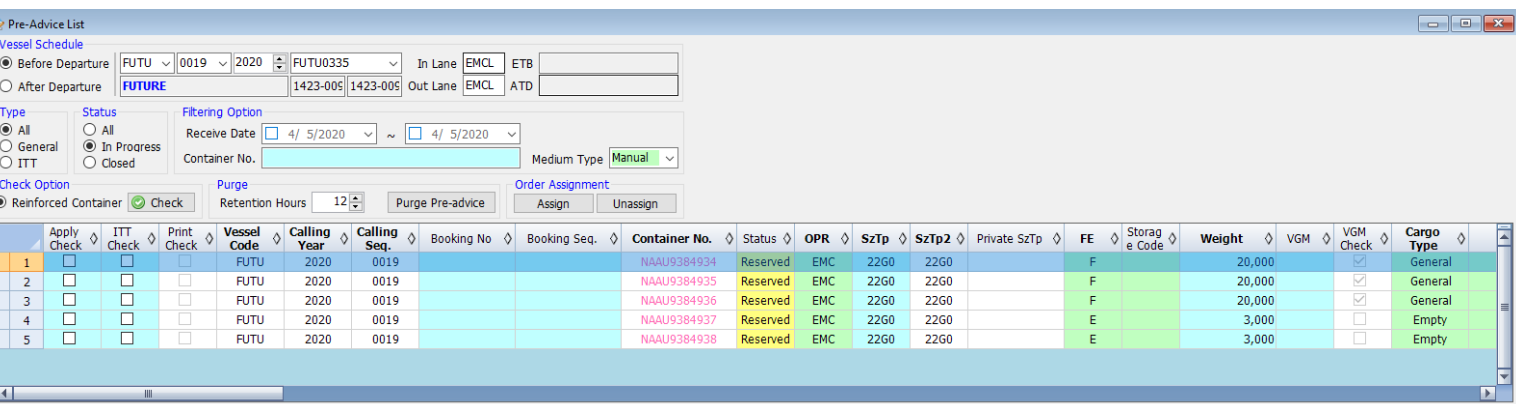 Pre-Advice List
Vessel Schedule
Before Departure FUTU 0019 2020 FUTU0335 In Lane EMCL ETB
After Departure FUTURE 1423-009 1423-009 Out Lane EMCL ATD
Type Status Filtering Option
All All Receive Date 4/ 5/2020 ~ 4/ 5/2020
General In Progress
ITT Closed Container No. Medium Type Manual
Check Option Purge Order Assignment
Reinforced Container Check Retention Hours 12 Purge Pre-advice Assign Unassign
Apply Check ITT Check Print Check Vessel Code Calling Year Calling Seq. Booking No Booking Seq. Container No. Status OPR SzTp SzTp2 Private SzTp FE Storag e Code Weight VGM VGM Check Cargo Type
1 FUTU 2020 0019 NAAU9384934 Reserved EMC 22G0 22G0 F 20,000 General
2 FUTU 2020 0019 NAAU9384935 Reserved EMC 22G0 22G0 F 20,000 General
3 FUTU 2020 0019 NAAU9384936 Reserved EMC 22G0 22G0 F 20,000 General
4 FUTU 2020 0019 NAAU9384937 Reserved EMC 22G0 22G0 E 3,000 Empty
5 FUTU 2020 0019 NAAU9384938 Reserved EMC 22G0 22G0 E 3,000 Empty